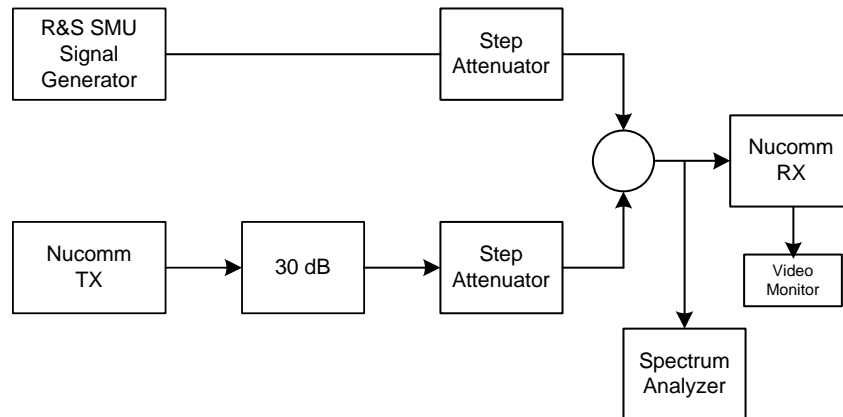 R&S SMU
Signal
Generator
Step
Attenuator
Nucomm
RX
Nucomm
TX
30 dB
Step
Attenuator
Video
Monitor
Spectrum
Analyzer